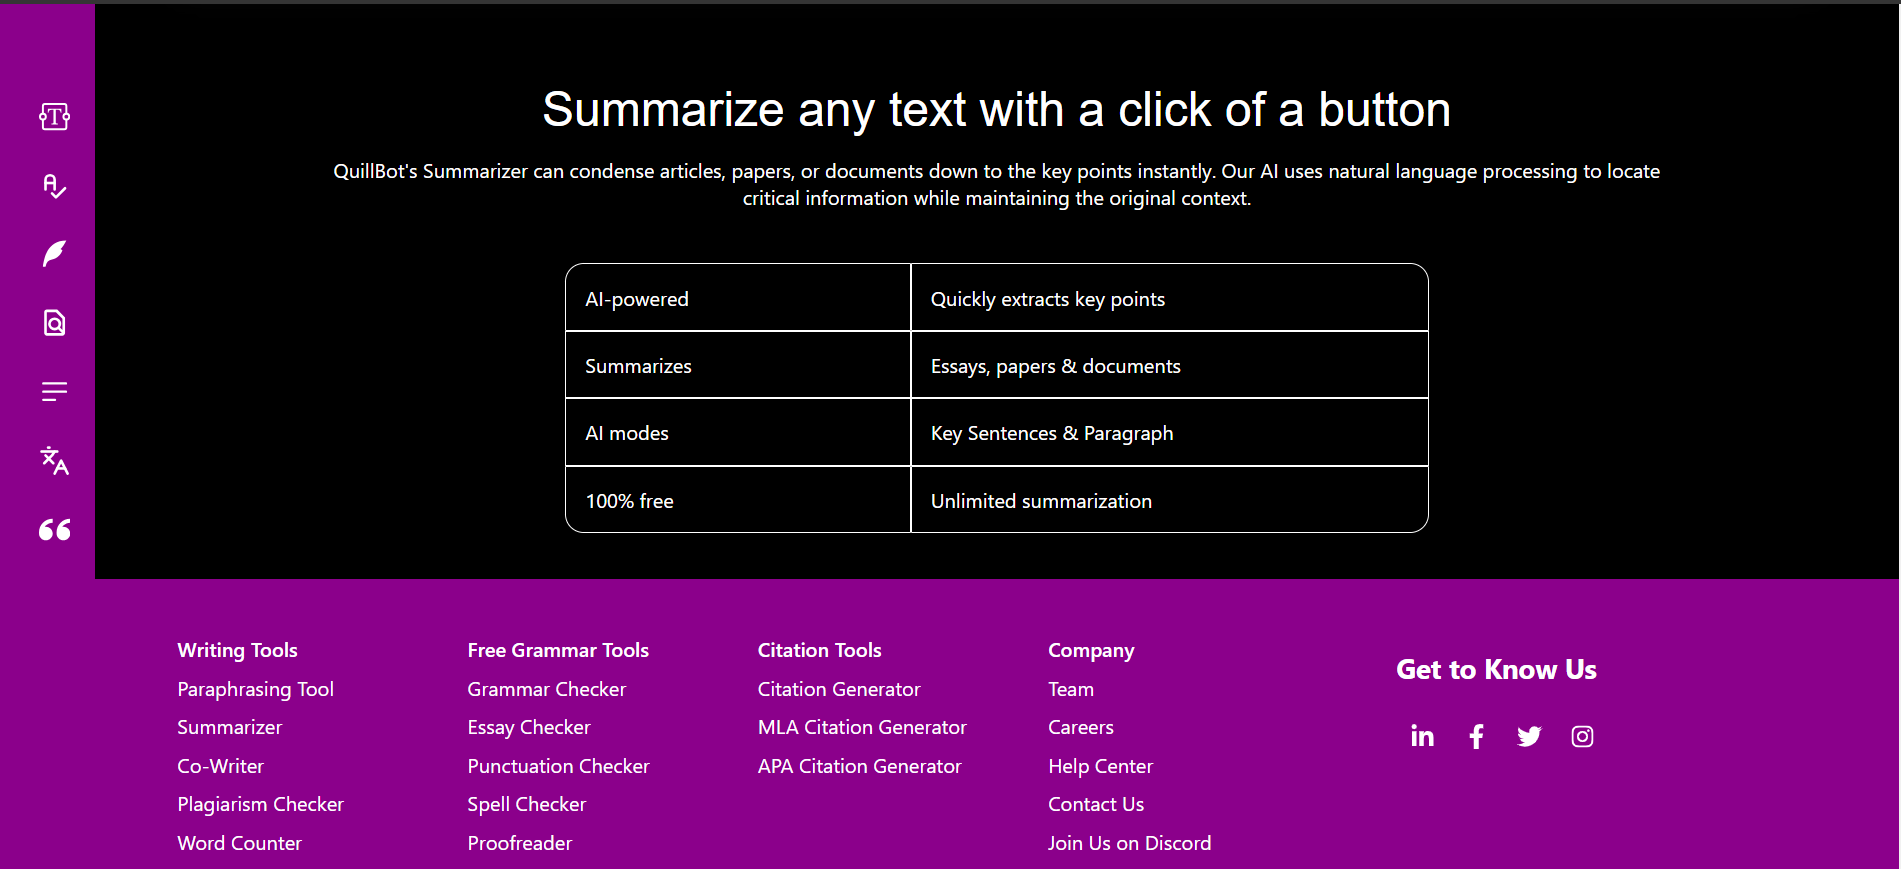 Summarize any text with a click of a button
QuillBot's Summarizer can condense articles, papers, or documents down to the key points instantly. Our AI uses natural language processing to locate
critical information while maintaining the original context.
AI-powered
Quickly extracts key points
Summarizes
Essays, papers & documents
AI modes
Key Sentences & Paragraph
100% free
Unlimited summarization
Writing Tools
Paraphrasing Tool
Summarizer
Co-Writer
Plagiarism Checker
Word Counter
Free Grammar Tools
Grammar Checker
Essay Checker
Punctuation Checker
Spell Checker
Proofreader
Citation Tools
Citation Generator
MLA Citation Generator
APA Citation Generator
Company
Team
Careers
Help Center
Contact Us
Join Us on Discord
Get to Know Us